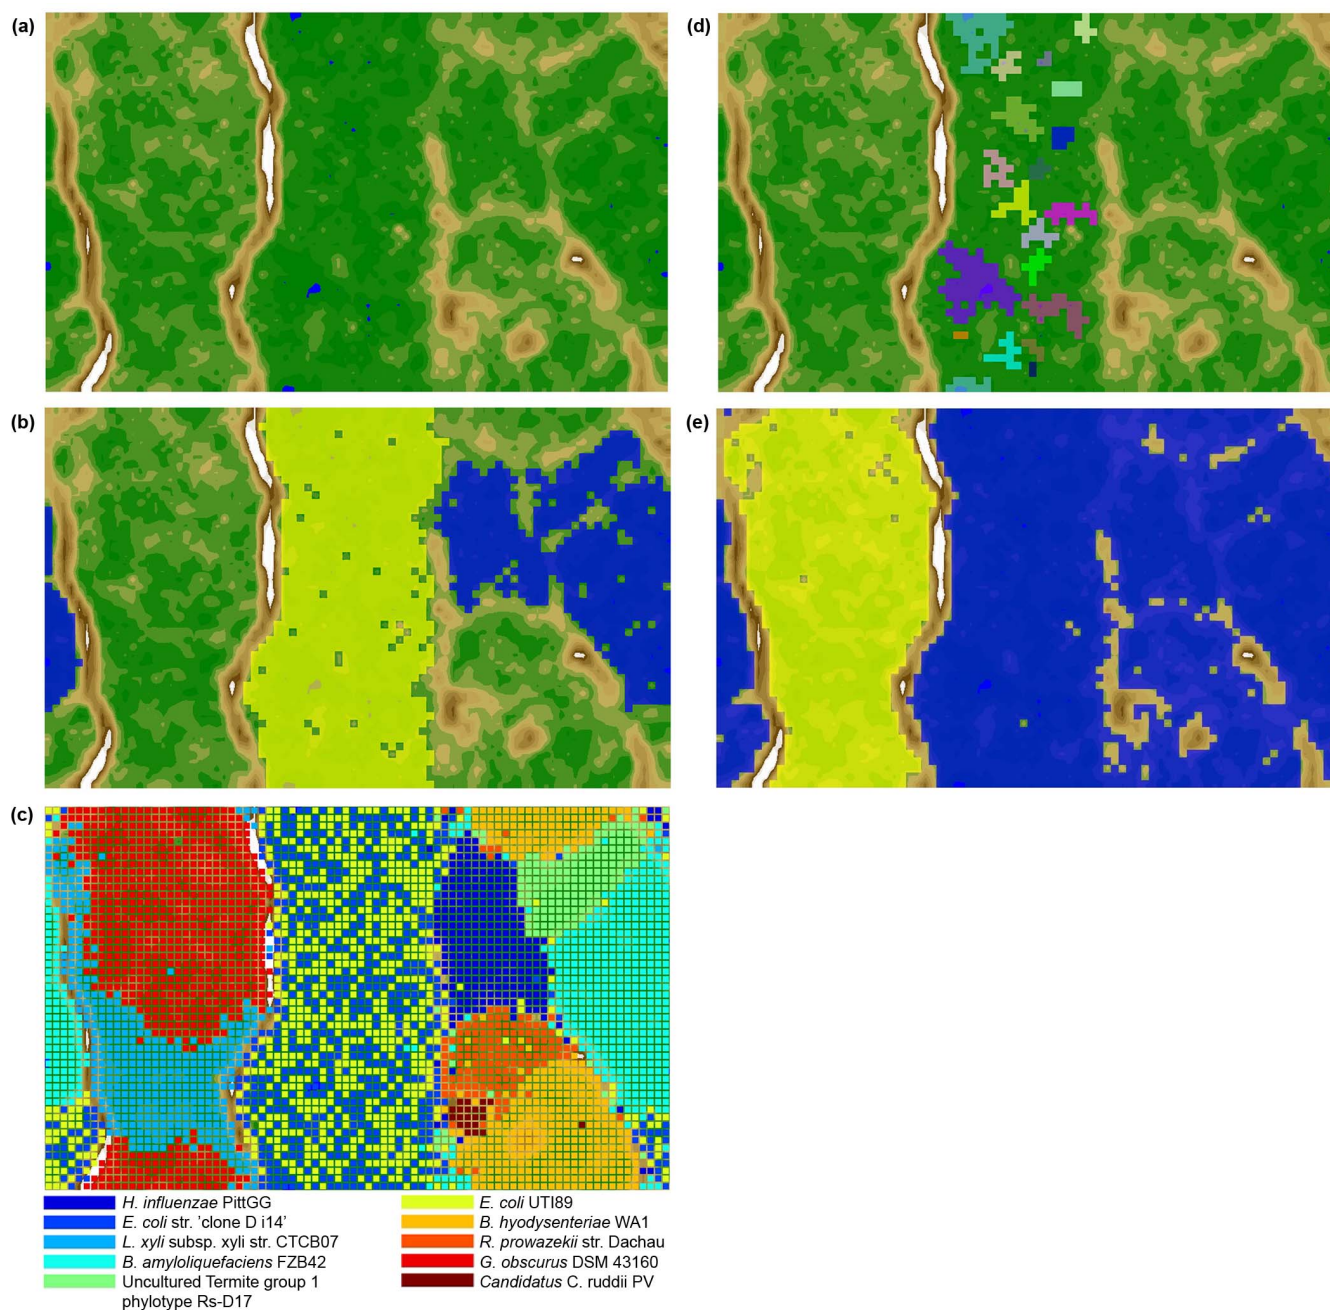 (a)
(d)
(b)
(e)
(c)
H. influenzae PittGG
E. coli str. 'clone D i14'
L. xyli subsp. xyli str. CTCB07
B. amyloliquefaciens FZB42
Uncultured Termite group 1
phylotype Rs-D17
E. coli UTI89
B. hyodysenteriae WA1
R. prowazekii str. Dachau
G. obscurus DSM 43160
Candidatus C. ruddii PV